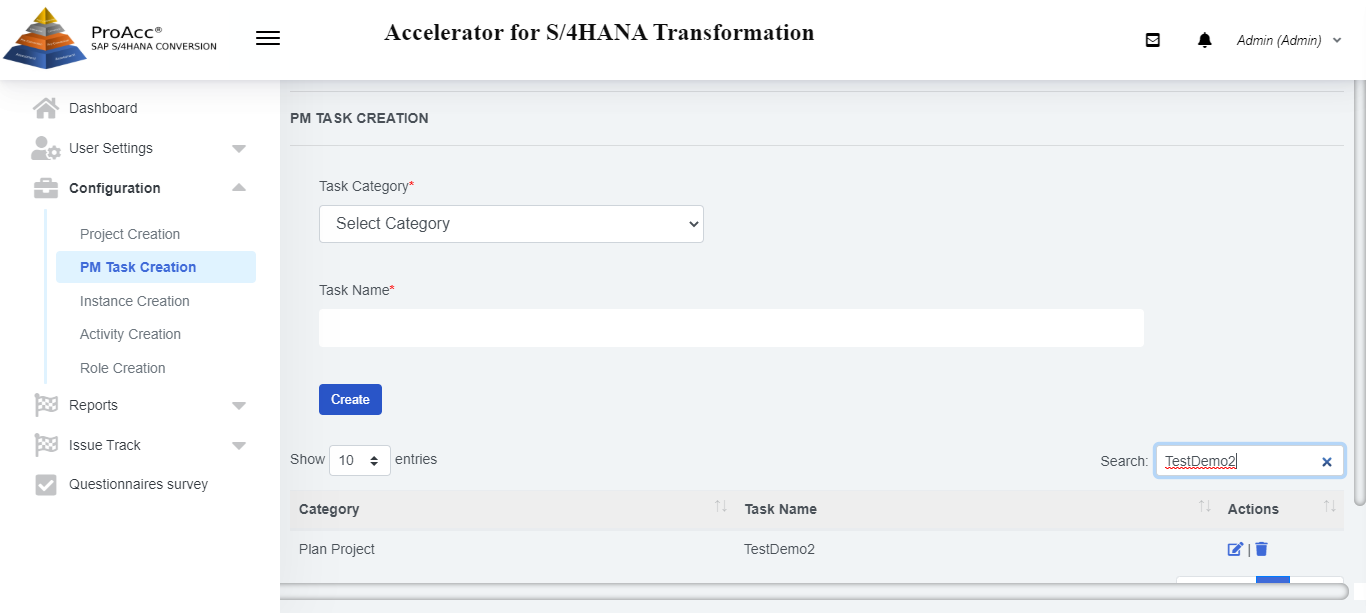 ProAcc®
SAP S/4HANA CONVERSION
Accelerator for S/4HANA Transformation
Admin (Admin)
Dashboard
User Settings
Configuration
Project Creation
PM Task Creation
Instance Creation
Activity Creation
Role Creation
Reports
Issue Track
Questionnaires survey
PM TASK CREATION
Task Category*
Select Category
Task Name*
Create
Show 10 entries
Search: TestDemo2
Category Task Name Actions
Plan Project TestDemo2 |